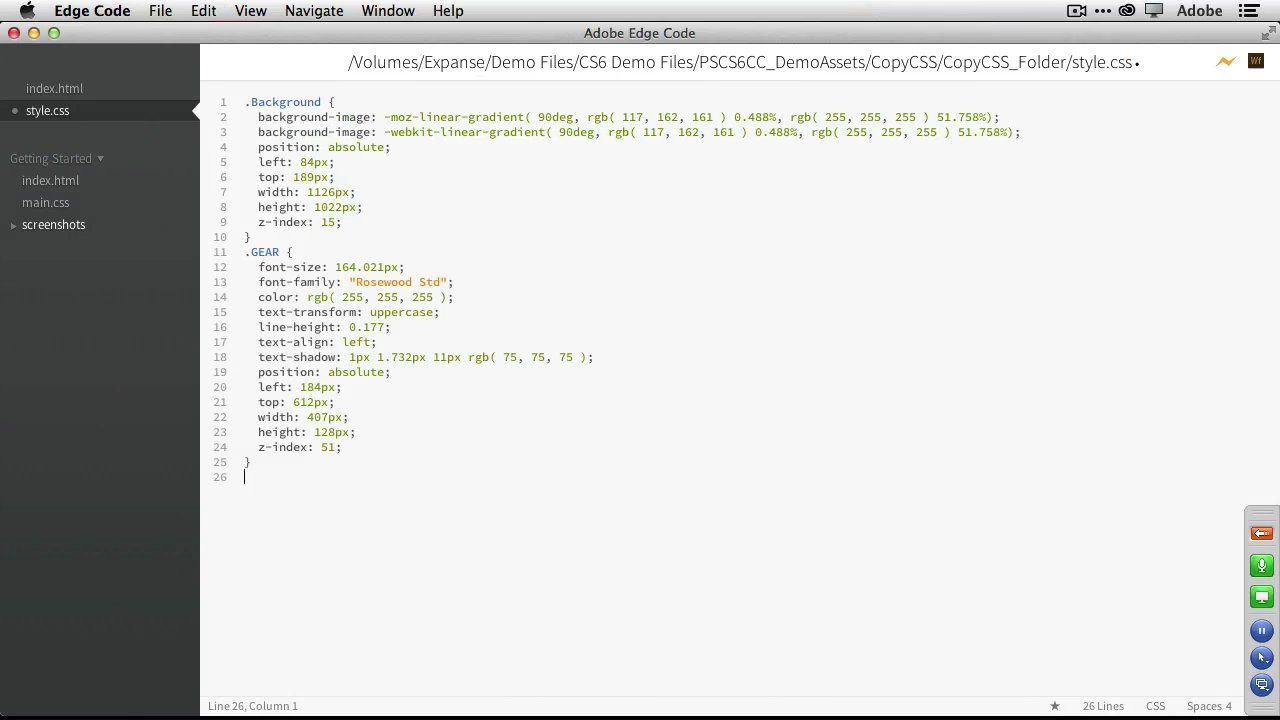 Edge Code File Edit View Navigate Window Help Adobe
Adobe Edge Code
/Volumes/Expanse/Demo Files/CS6 Demo Files/PSCS6CC_DemoAssets/CopyCSS/CopyCSS_Folder/style.css • Wf
index.html
• style.css
Getting Started
index.html
main.css
screenshots
1 .Background {
2 background-image: -moz-linear-gradient( 90deg, rgb( 117, 162, 161 ) 0.488%, rgb( 255, 255, 255 ) 51.758%);
3 background-image: -webkit-linear-gradient( 90deg, rgb( 117, 162, 161 ) 0.488%, rgb( 255, 255, 255 ) 51.758%);
4 position: absolute;
5 left: 84px;
6 top: 189px;
7 width: 1126px;
8 height: 1022px;
9 z-index: 15;
10 }
11 .GEAR {
12 font-size: 164.021px;
13 font-family: "Rosewood Std";
14 color: rgb( 255, 255, 255 );
15 text-transform: uppercase;
16 line-height: 0.177;
17 text-align: left;
18 text-shadow: 1px 1.732px 11px rgb( 75, 75, 75 );
19 position: absolute;
20 left: 184px;
21 top: 612px;
22 width: 407px;
23 height: 128px;
24 z-index: 51;
25 }
26
Line 26, Column 1 26 Lines CSS Spaces 4